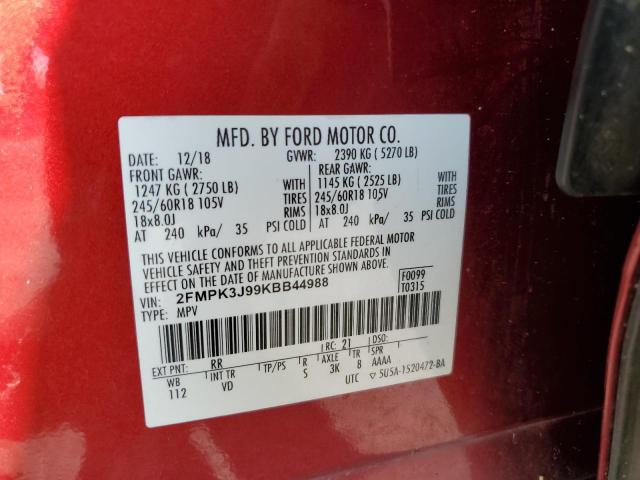 MFD. BY FORD MOTOR CO.
DATE: 12/18 GVWR: 2390 KG ( 5270 LB)
FRONT GAWR: REAR GAWR:
1247 KG ( 2750 LB) WITH 1145 KG ( 2525 LB) WITH
245/60R18 105V TIRES 245/60R18 105V TIRES
18x8.0J RIMS 18x8.0J RIMS
AT 240 kPa/ 35 PSI COLD AT 240 kPa/ 35 PSI COLD
THIS VEHICLE CONFORMS TO ALL APPLICABLE FEDERAL MOTOR
VEHICLE SAFETY AND THEFT PREVENTION STANDARDS IN EFFECT
ON THE DATE OF MANUFACTURE SHOWN ABOVE.
VIN: 2FMPK3J99KBB44988 F0099
TYPE: MPV T0315
EXT PNT: RR RC: 21 DSO:
WB INT TR TP/PS R AXLE TR SPR
112 VD S 3K B AAAA
UTC ▽ 5U5A-1520472-BA